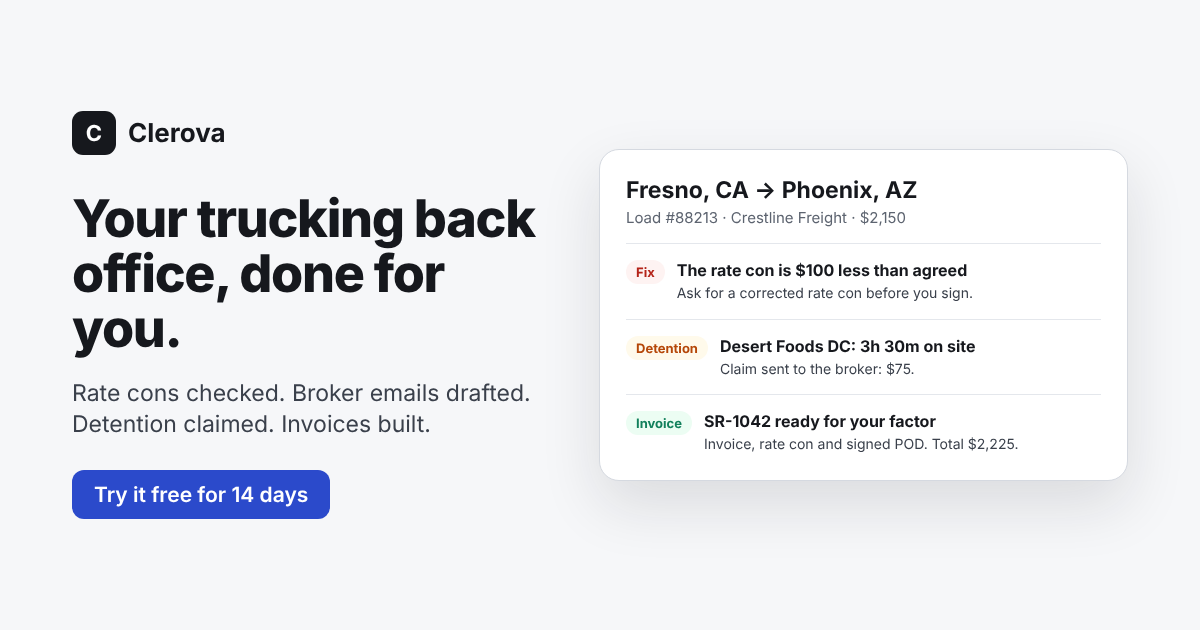 C
Clerova
Your trucking back
office, done for
you.
Rate cons checked. Broker emails drafted.
Detention claimed. Invoices built.
Try it free for 14 days
Fresno, CA → Phoenix, AZ
Load #88213 · Crestline Freight · $2,150
Fix
The rate con is $100 less than agreed
Ask for a corrected rate con before you sign.
Detention
Desert Foods DC: 3h 30m on site
Claim sent to the broker: $75.
Invoice
SR-1042 ready for your factor
Invoice, rate con and signed POD. Total $2,225.